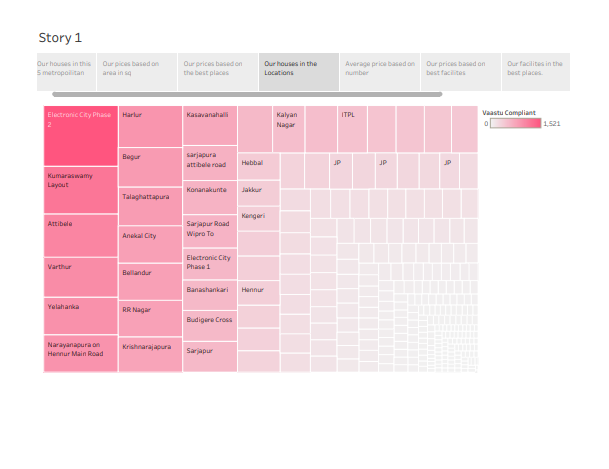 Story 1
Our houses in this
5 metropolitan
Our pices based on
area in sq
Our prices based on
the best places
Our houses in the
Locations
Average price based on
number
Our prices based on
best facilites
Our facilites in the
best places.
Electronic City Phase
2
Kumaraswamy
Layout
Attibele
Varthur
Yelahanka
Narayanapura on
Hennur Main Road
Harlur
Begur
Talaghattapura
Anekal City
Bellandur
RR Nagar
Krishnarajapura
Kasavanahalli
sarjapura
attibele road
Konanakunte
Sarjapur Road
Wipro To
Electronic City
Phase 1
Banashankari
Budigere Cross
Sarjapur
Hebbal
Jakkur
Kengeri
Hennur
Kalyan
Nagar
ITPL
JP
JP
JP
Vaastu Compliant
0
1,521